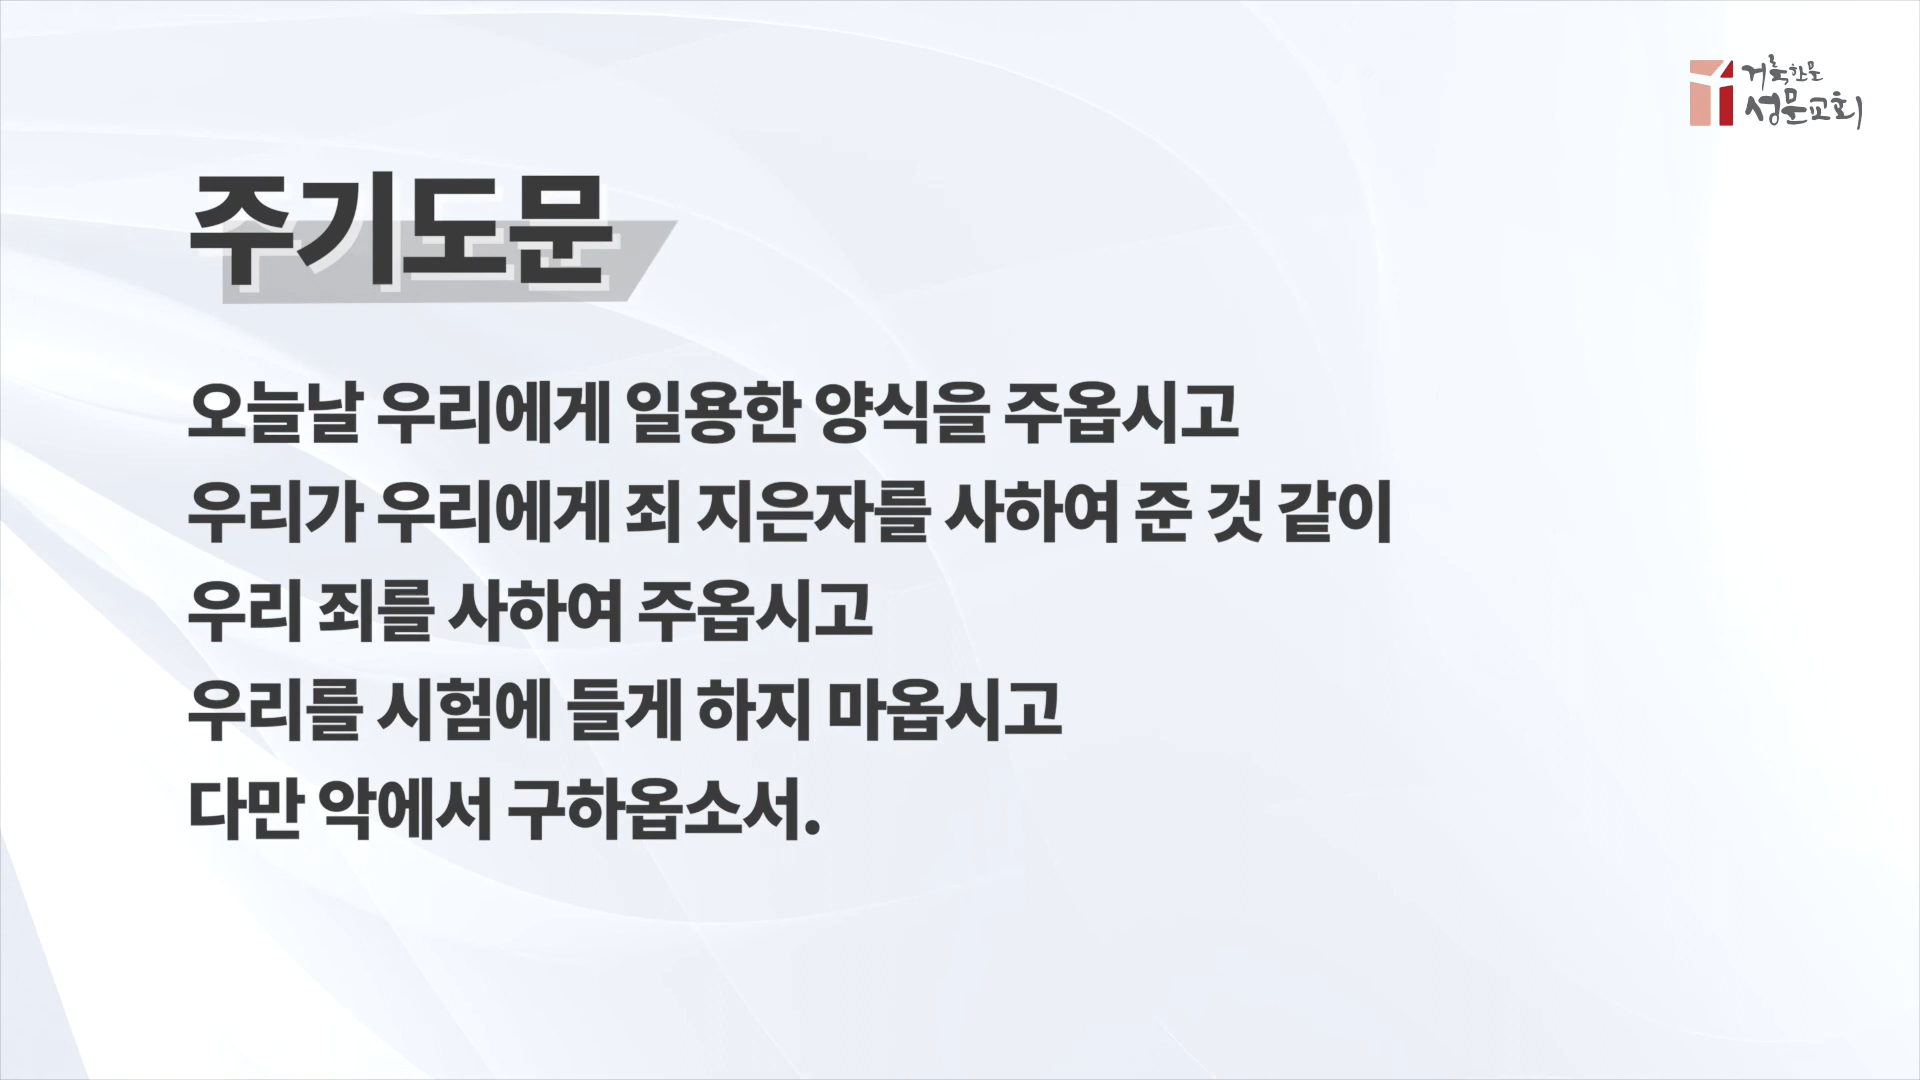 거룩한문
성문교회
주기도문
오늘날 우리에게 일용한 양식을 주옵시고
우리가 우리에게 죄 지은자를 사하여 준 것 같이
우리 죄를 사하여 주옵시고
우리를 시험에 들게 하지 마옵시고
다만 악에서 구하옵소서.